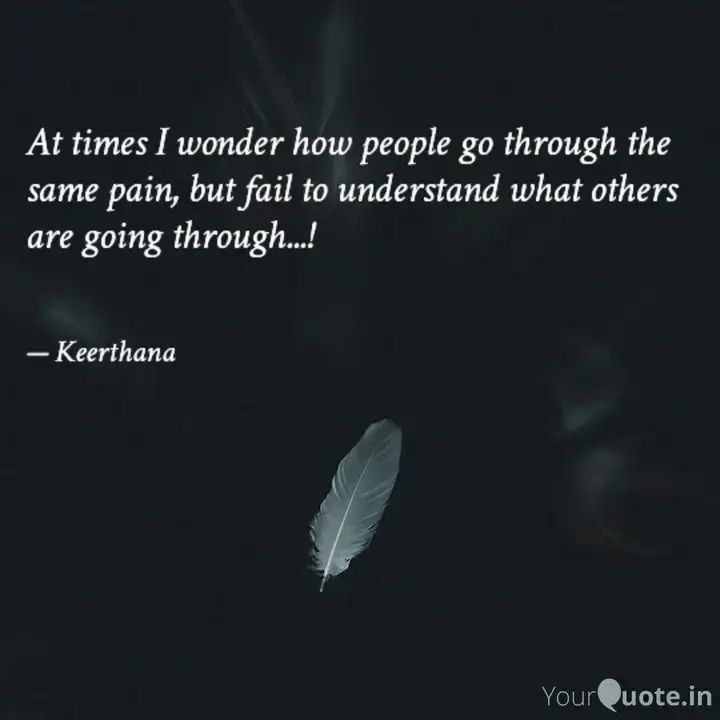 At times I wonder how people go through the
same pain, but fail to understand what others
are going through...!
— Keerthana
YourQuote.in